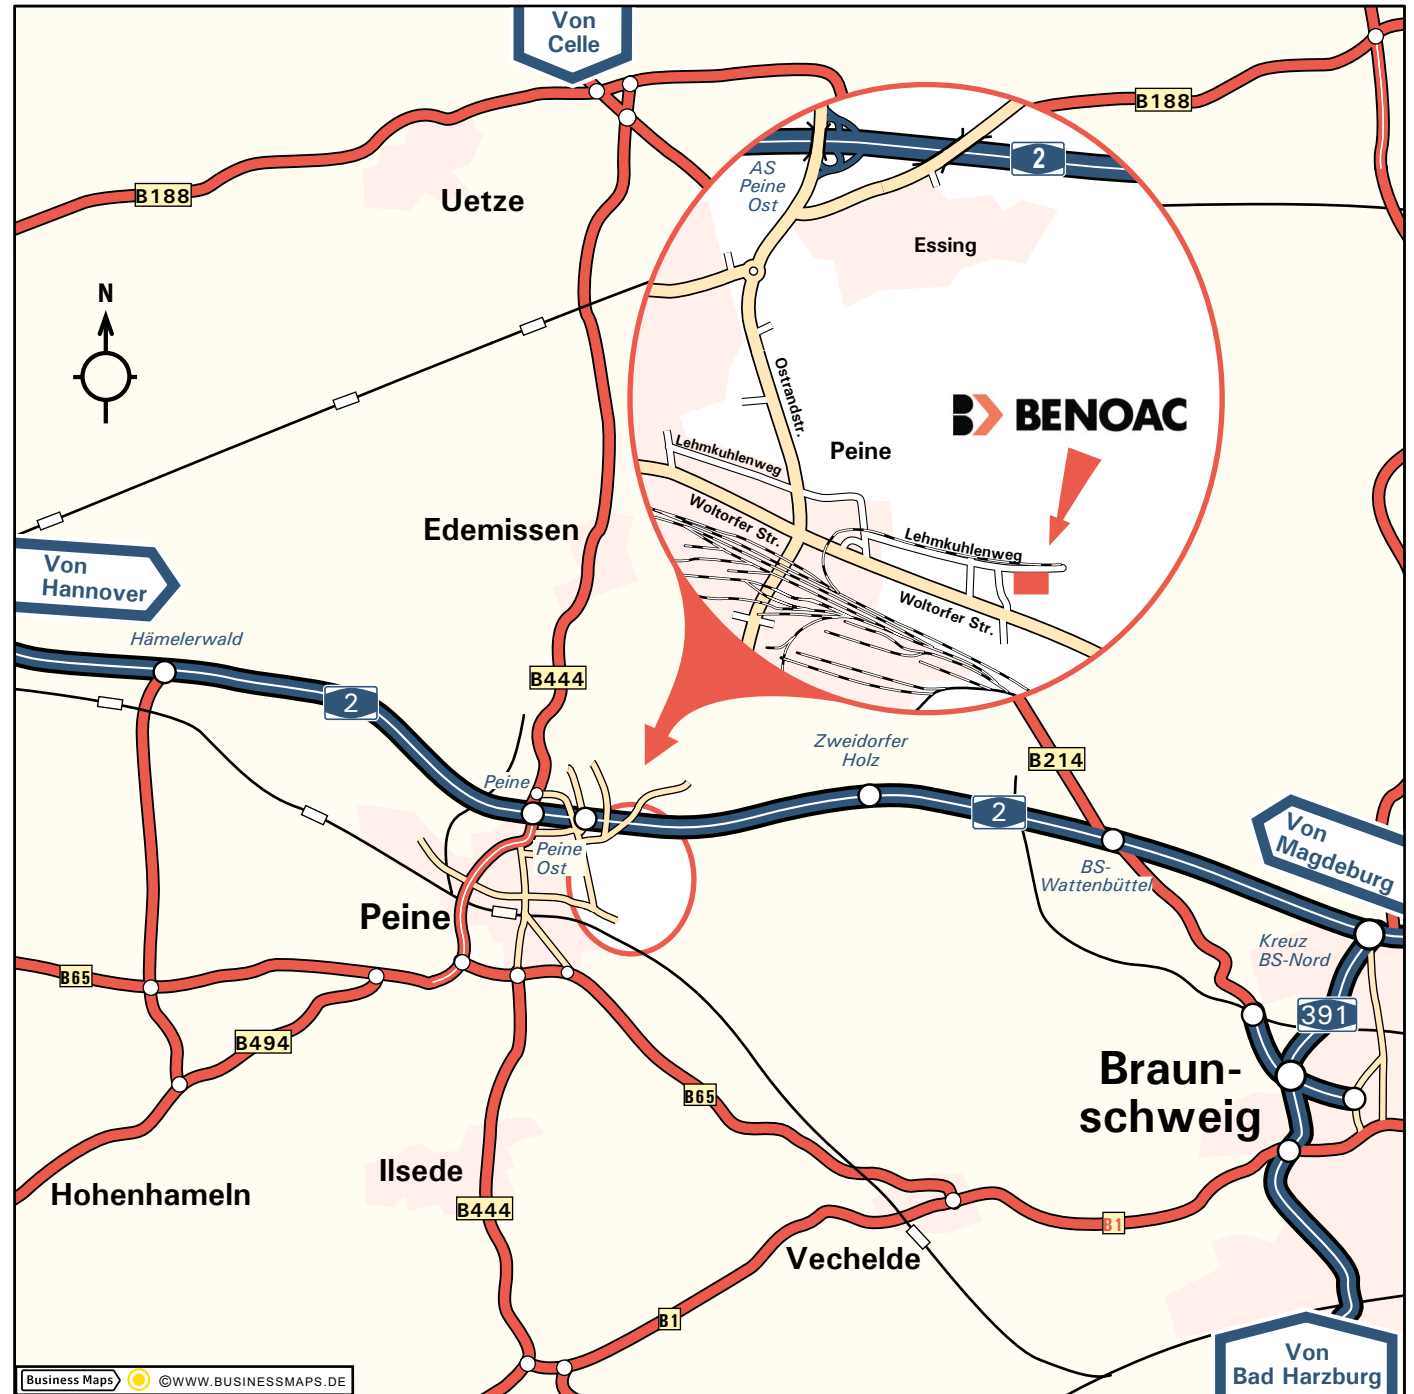 Von
Celle
B188
B188
2
AS
Peine
Ost
Uetze
Essing
N
Ostrandstr.
BENOAC
Peine
Lehmkuhlenweg
Woltorfer Str.
Edemissen
Lehmkuhlenweg
Von
Hannover
Woltorfer Str.
Hämelerwald
B444
2
Zweidorfer
Holz
B214
Peine
2
Von
Magdeburg
Peine
Ost
BS-
Wattenbüttel
Peine
Kreuz
BS-Nord
B65
391
B494
Braun-
schweig
B65
Ilsede
Hohenhameln
B444
B1
Vechelde
B1
Von
Bad Harzburg
Business Maps
©WWW.BUSINESSMAPS.DE